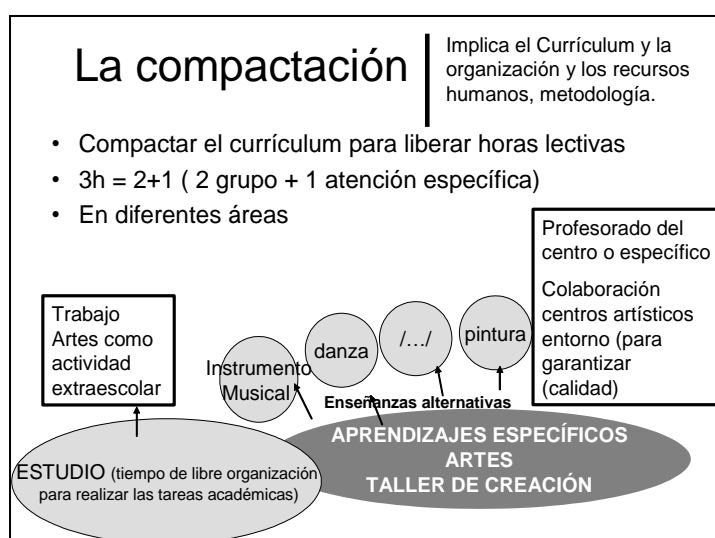 La compactación
Implica el Currículum y la
organización y los recursos
humanos, metodología.
• Compactar el currículum para liberar horas lectivas
• 3h = 2+1 ( 2 grupo + 1 atención específica)
• En diferentes áreas
Profesorado del
centro o específico
Colaboración
centros artísticos
entorno (para
garantizar
(calidad)
Trabajo
Artes como
actividad
extraescolar
Instrumento
Musical
danza
/.../
pintura
Enseñanzas alternativas
APRENDIZAJES ESPECÍFICOS
ARTES
TALLER DE CREACIÓN
ESTUDIO (tiempo de libre organización
para realizar las tareas académicas)